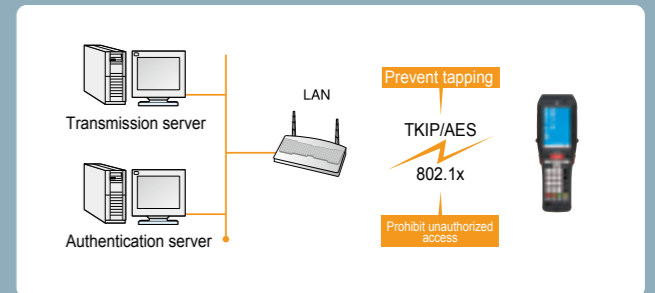 Prevent tapping
LAN
Transmission server
TKIP/AES
802.1x
Authentication server
Prohibit unauthorized
access